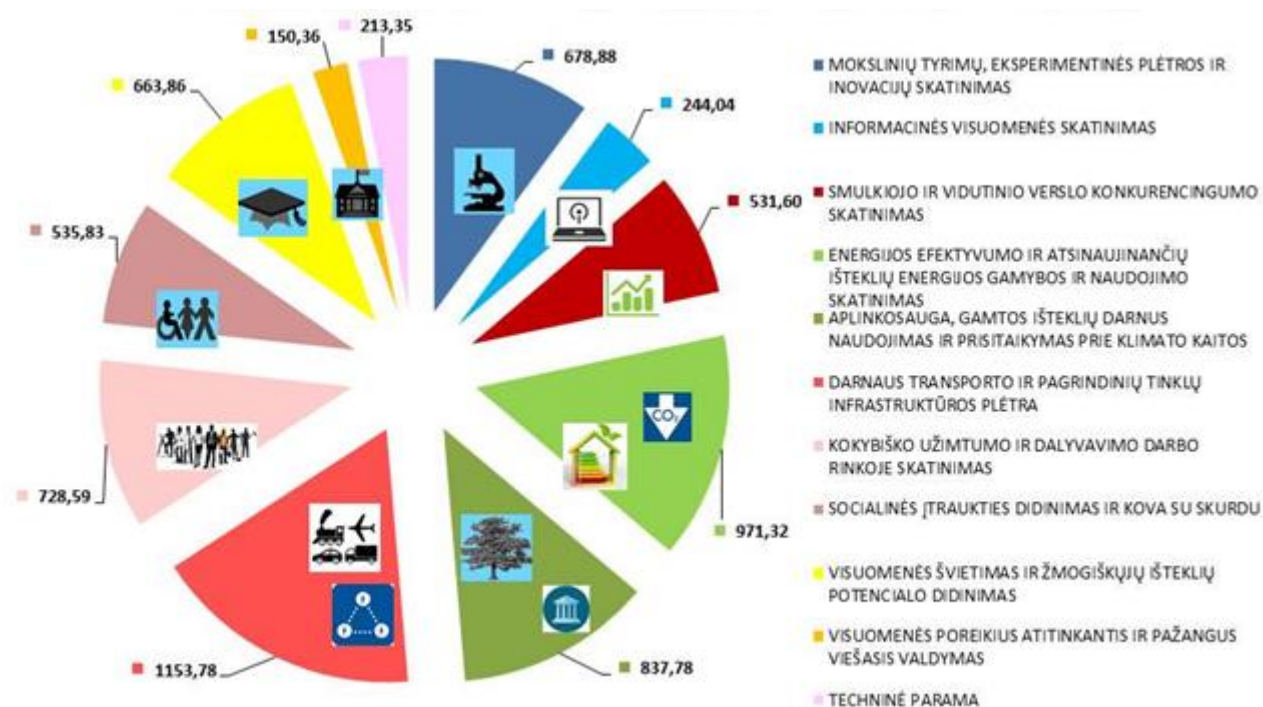 213,35
150,36
678,88
663,86
244,04
531,60
535,83
728,59
971,32
1153,78
837,78
CO₂
MOKSLINIŲ TYRIMŲ, EKSPERIMENTINĖS PLĖTROS IR
INOVACIJŲ SKATINIMAS
INFORMACINĖS VISUOMENĖS SKATINIMAS
SMULKIOJO IR VIDUTINIO VERSLO KONKURENCINGUMO
SKATINIMAS
ENERGIJOS EFEKTYVUMO IR ATSINAUJINANČIŲ
IŠTEKLIŲ ENERGIJOS GAMYBOS IR NAUDOJIMO
SKATINIMAS
APLINKOSAUGA, GAMTOS IŠTEKLIŲ DARNUS
NAUDOJIMAS IR PRISITAIKYMAS PRIE KLIMATO KAITOS
DARNAUS TRANSPORTO IR PAGRINDINIŲ TINKLŲ
INFRASTRUKTŪROS PLĖTRA
KOKYBIŠKO UŽIMTUMO IR DALYVAVIMO DARBO
RINKOJE SKATINIMAS
SOCIALINĖS ĮTRAUKTIES DIDINIMAS IR KOVA SU SKURDU
VISUOMENĖS ŠVIETIMAS IR ŽMOGIŠKŲJŲ IŠTEKLIŲ
POTENCIALO DIDINIMAS
VISUOMENĖS POREIKIUS ATITINKANTIS IR PAŽANGUS
VIEŠASIS VALDYMAS
TECHNINĖ PARAMA